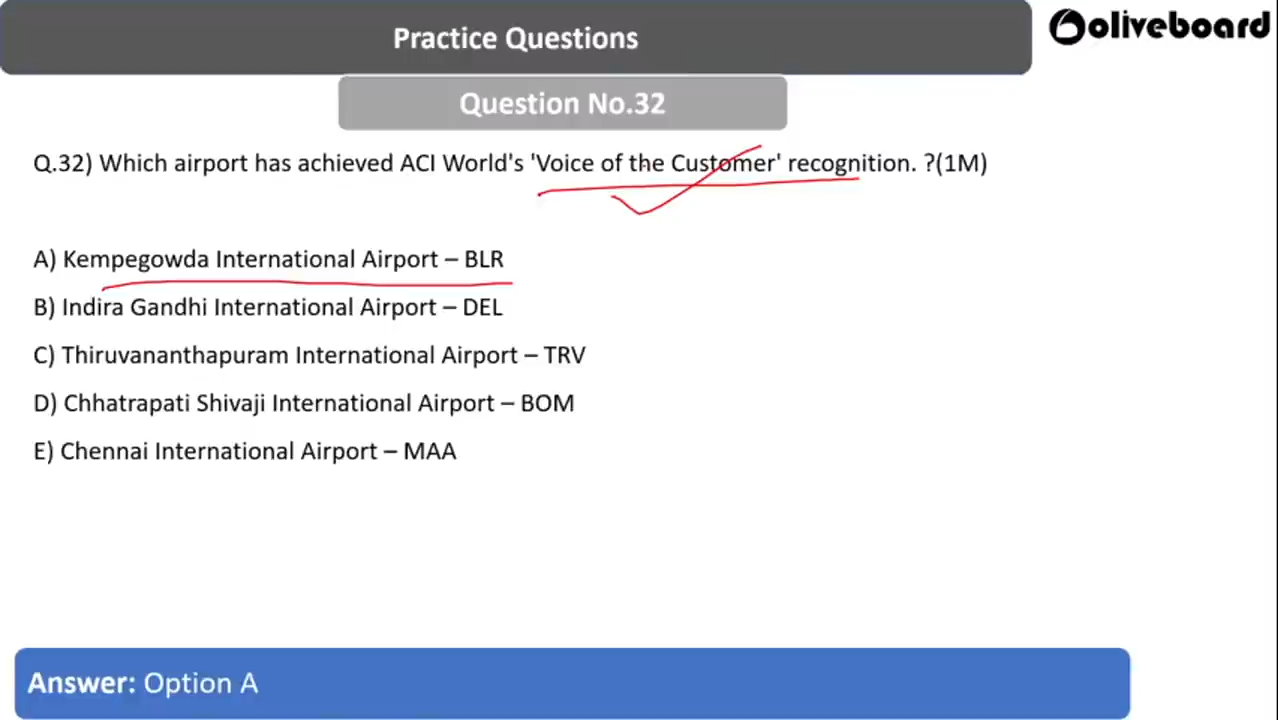 Practice Questions
oliveboard
Question No.32
Q.32) Which airport has achieved ACI World's 'Voice of the Customer' recognition. ?(1M)
A) Kempegowda International Airport – BLR
B) Indira Gandhi International Airport – DEL
C) Thiruvananthapuram International Airport – TRV
D) Chhatrapati Shivaji International Airport – BOM
E) Chennai International Airport – MAA
Answer: Option A